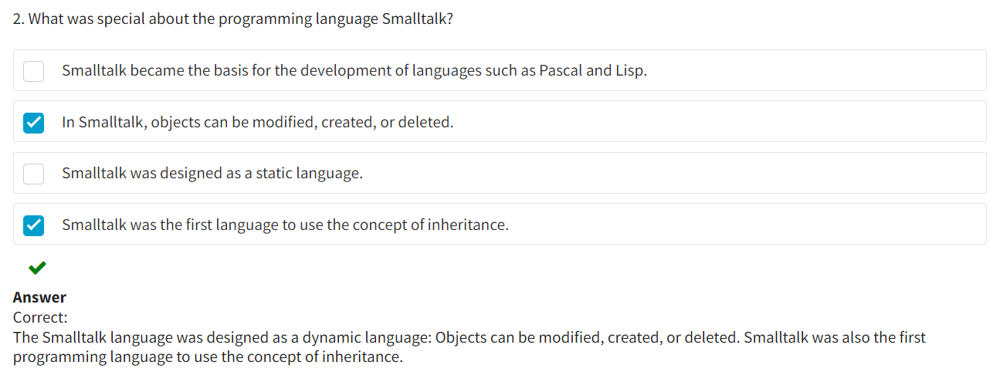 2. What was special about the programming language Smalltalk?
Smalltalk became the basis for the development of languages such as Pascal and Lisp.
In Smalltalk, objects can be modified, created, or deleted.
Smalltalk was designed as a static language.
Smalltalk was the first language to use the concept of inheritance.
Answer
Correct:
The Smalltalk language was designed as a dynamic language: Objects can be modified, created, or deleted. Smalltalk was also the first
programming language to use the concept of inheritance.